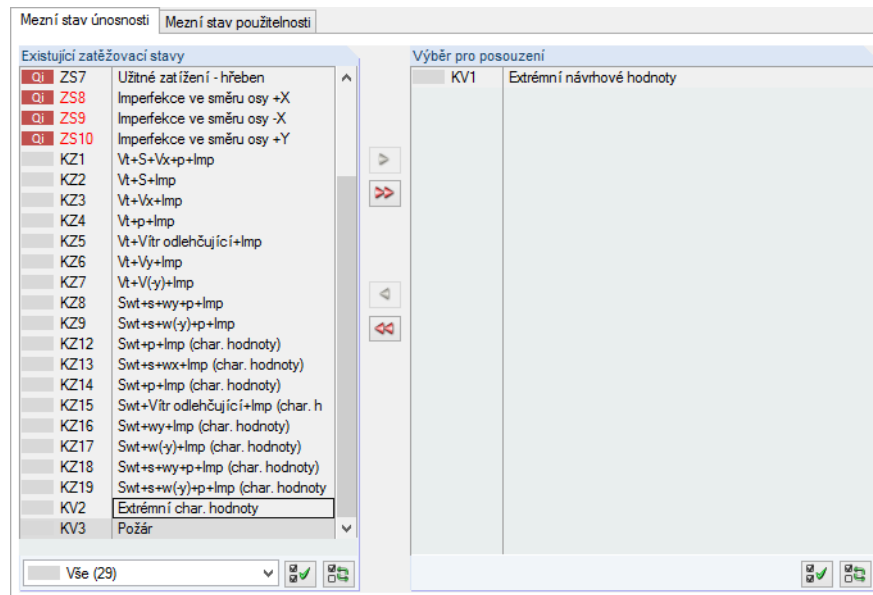 Mezní stav únosnosti Mezní stav použitelnosti
Existující zatěžovací stavy
Qi ZS7 Užitné zatížení - hřeben
Qi ZS8 Imperfekce ve směru osy +X
Qi ZS9 Imperfekce ve směru osy -X
Qi ZS10 Imperfekce ve směru osy +Y
KZ1 Vt+S+Vx+p+Imp
KZ2 Vt+S+Imp
KZ3 Vt+Vx+Imp
KZ4 Vt+p+Imp
KZ5 Vt+Vítr odlehčující+Imp
KZ6 Vt+Vy+Imp
KZ7 Vt+V(-y)+Imp
KZ8 Swt+s+wy+p+Imp
KZ9 Swt+s+w(-y)+p+Imp
KZ12 Swt+p+Imp (char. hodnoty)
KZ13 Swt+s+wx+Imp (char. hodnoty)
KZ14 Swt+p+Imp (char. hodnoty)
KZ15 Swt+Vítr odlehčující+Imp (char. h
KZ16 Swt+wy+Imp (char. hodnoty)
KZ17 Swt+w(-y)+Imp (char. hodnoty)
KZ18 Swt+s+wy+p+Imp (char. hodnoty)
KZ19 Swt+s+w(-y)+p+Imp (char. hodnoty
KV2 Extrémní char. hodnoty
KV3 Požár
Vše (29)
Výběr pro posouzení
KV1 Extrémní návrhové hodnoty